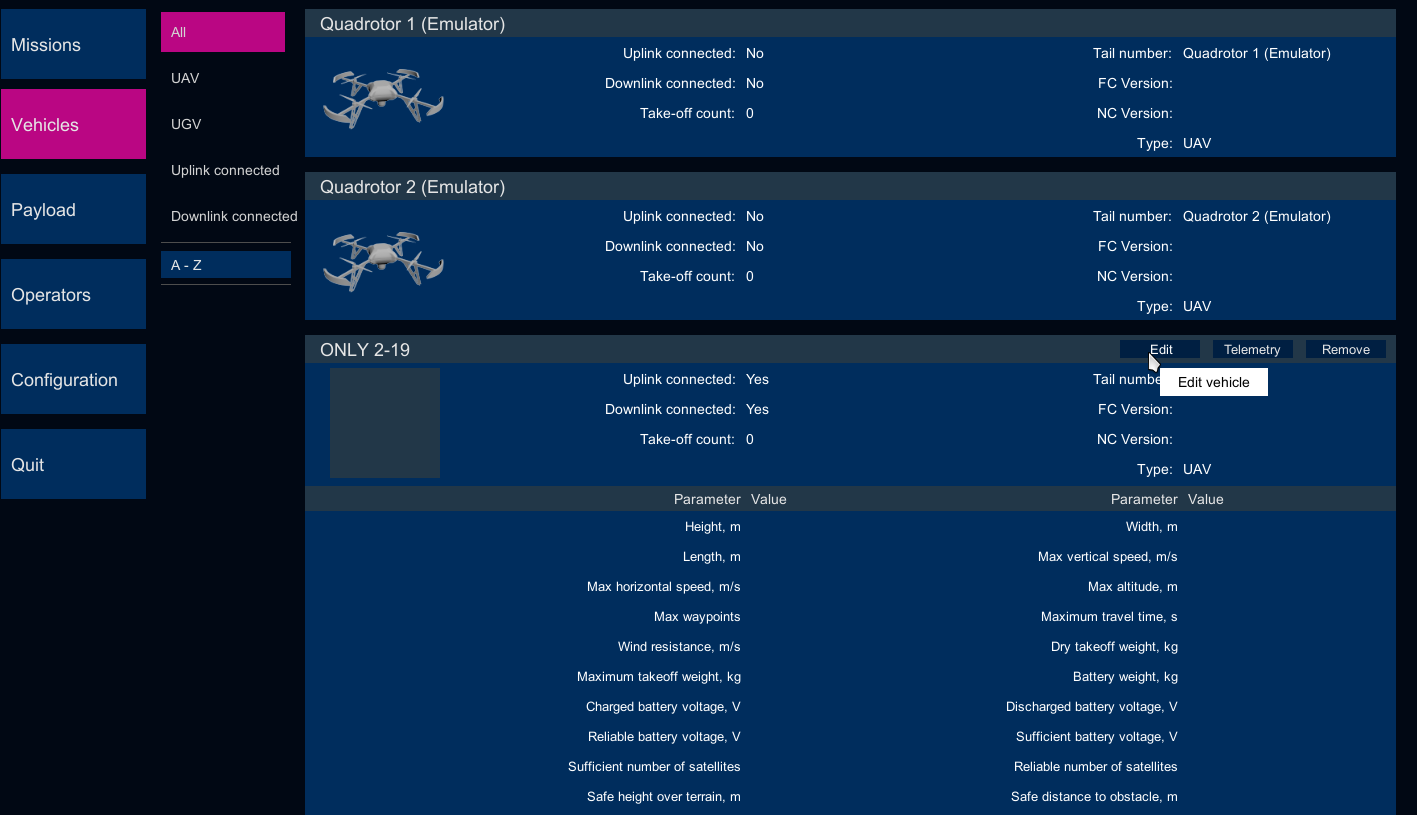 Missions
Vehicles
Payload
Operators
Configuration
Quit
All
UAV
UGV
Uplink connected
Downlink connected
A - Z
Quadrotor 1 (Emulator)
Uplink connected: No
Tail number: Quadrotor 1 (Emulator)
Downlink connected: No
FC Version:
Take-off count: 0
NC Version:
Type: UAV
Quadrotor 2 (Emulator)
Uplink connected: No
Tail number: Quadrotor 2 (Emulator)
Downlink connected: No
FC Version:
Take-off count: 0
NC Version:
Type: UAV
ONLY 2-19
Edit
Telemetry
Remove
Uplink connected: Yes
Tail numbe
Edit vehicle
Downlink connected: Yes
FC Version:
Take-off count: 0
NC Version:
Type: UAV
Parameter Value
Parameter Value
Height, m
Width, m
Length, m
Max vertical speed, m/s
Max horizontal speed, m/s
Max altitude, m
Max waypoints
Maximum travel time, s
Wind resistance, m/s
Dry takeoff weight, kg
Maximum takeoff weight, kg
Battery weight, kg
Charged battery voltage, V
Discharged battery voltage, V
Reliable battery voltage, V
Sufficient battery voltage, V
Sufficient number of satellites
Reliable number of satellites
Safe height over terrain, m
Safe distance to obstacle, m